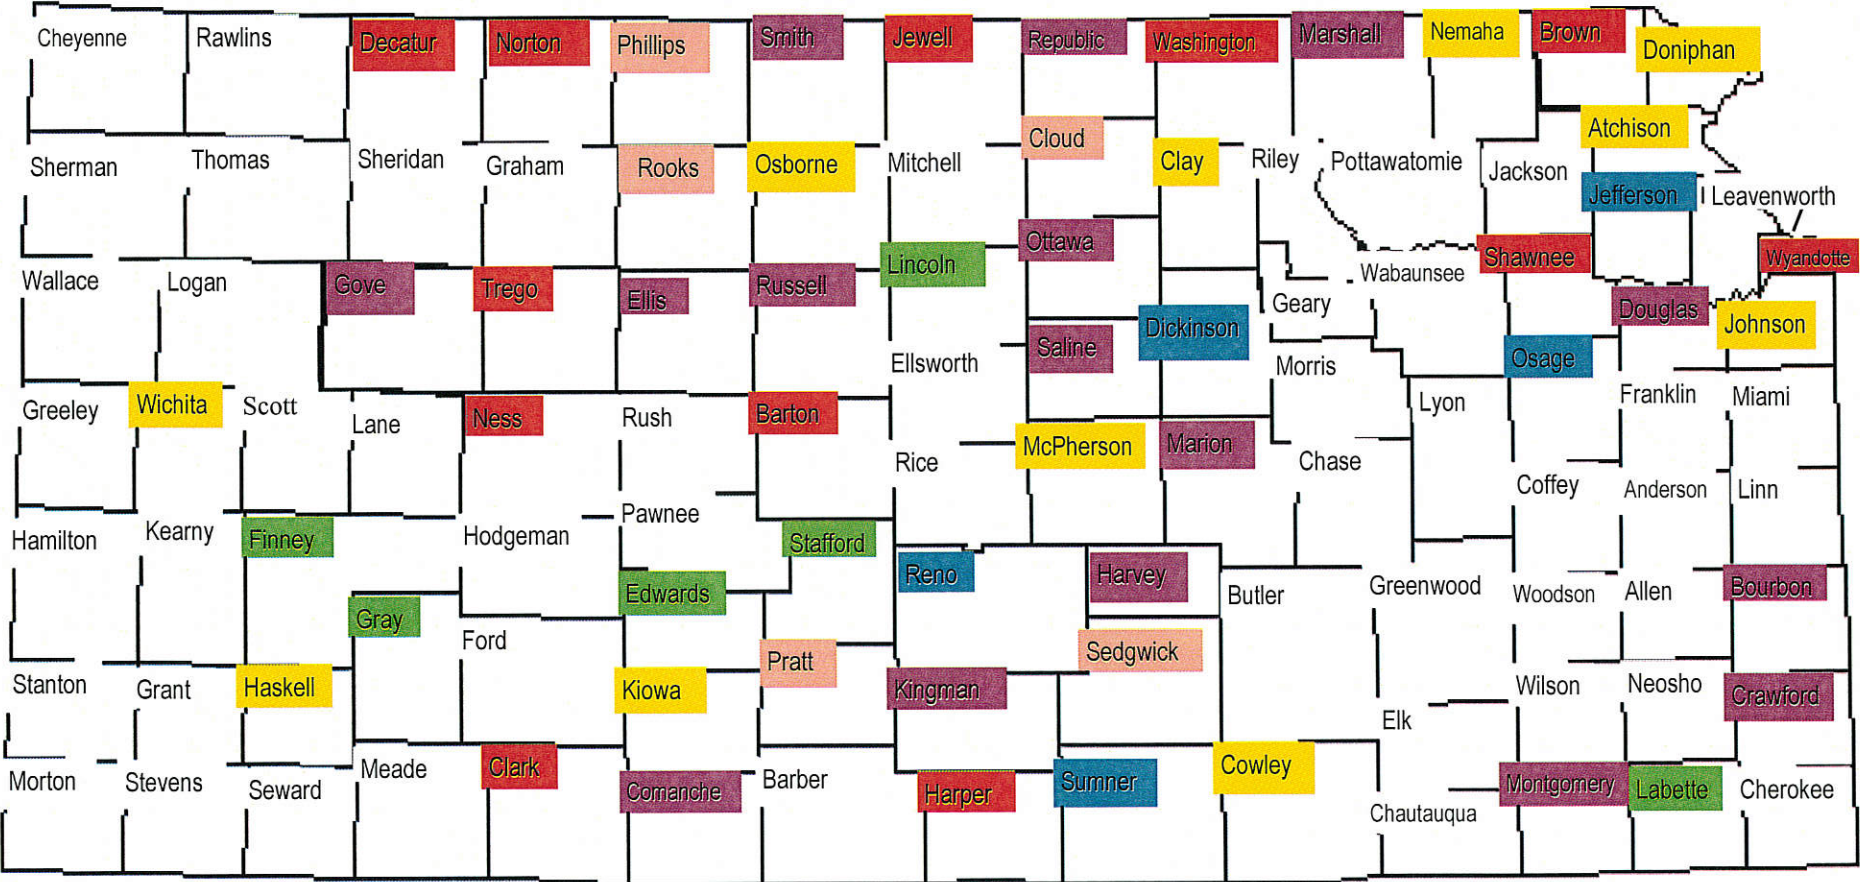 Cheyenne
Rawlins
Decatur
Norton
Phillips
Smith
Jewell
Republic
Washington
Marshall
Nemaha
Brown
Doniphan
Sherman
Thomas
Sheridan
Graham
Rooks
Osborne
Mitchell
Cloud
Clay
Riley
Pottawatomie
Jackson
Atchison
Jefferson
Leavenworth
Wallace
Logan
Gove
Trego
Ellis
Russell
Lincoln
Ottawa
Saline
Dickinson
Geary
Wabaunsee
Shawnee
Douglas
Wyandotte
Johnson
Greeley
Wichita
Scott
Lane
Ness
Rush
Barton
Ellsworth
Rice
McPherson
Marion
Morris
Chase
Lyon
Osage
Franklin
Miami
Hamilton
Kearny
Finney
Hodgeman
Pawnee
Stafford
Edwards
Reno
Harvey
Butler
Greenwood
Coffey
Anderson
Linn
Woodson
Allen
Bourbon
Gray
Ford
Stanton
Grant
Haskell
Kiowa
Pratt
Kingman
Sedgwick
Elk
Wilson
Neosho
Crawford
Morton
Stevens
Seward
Meade
Clark
Comanche
Barber
Harper
Sumner
Cowley
Chautauqua
Montgomery
Labette
Cherokee